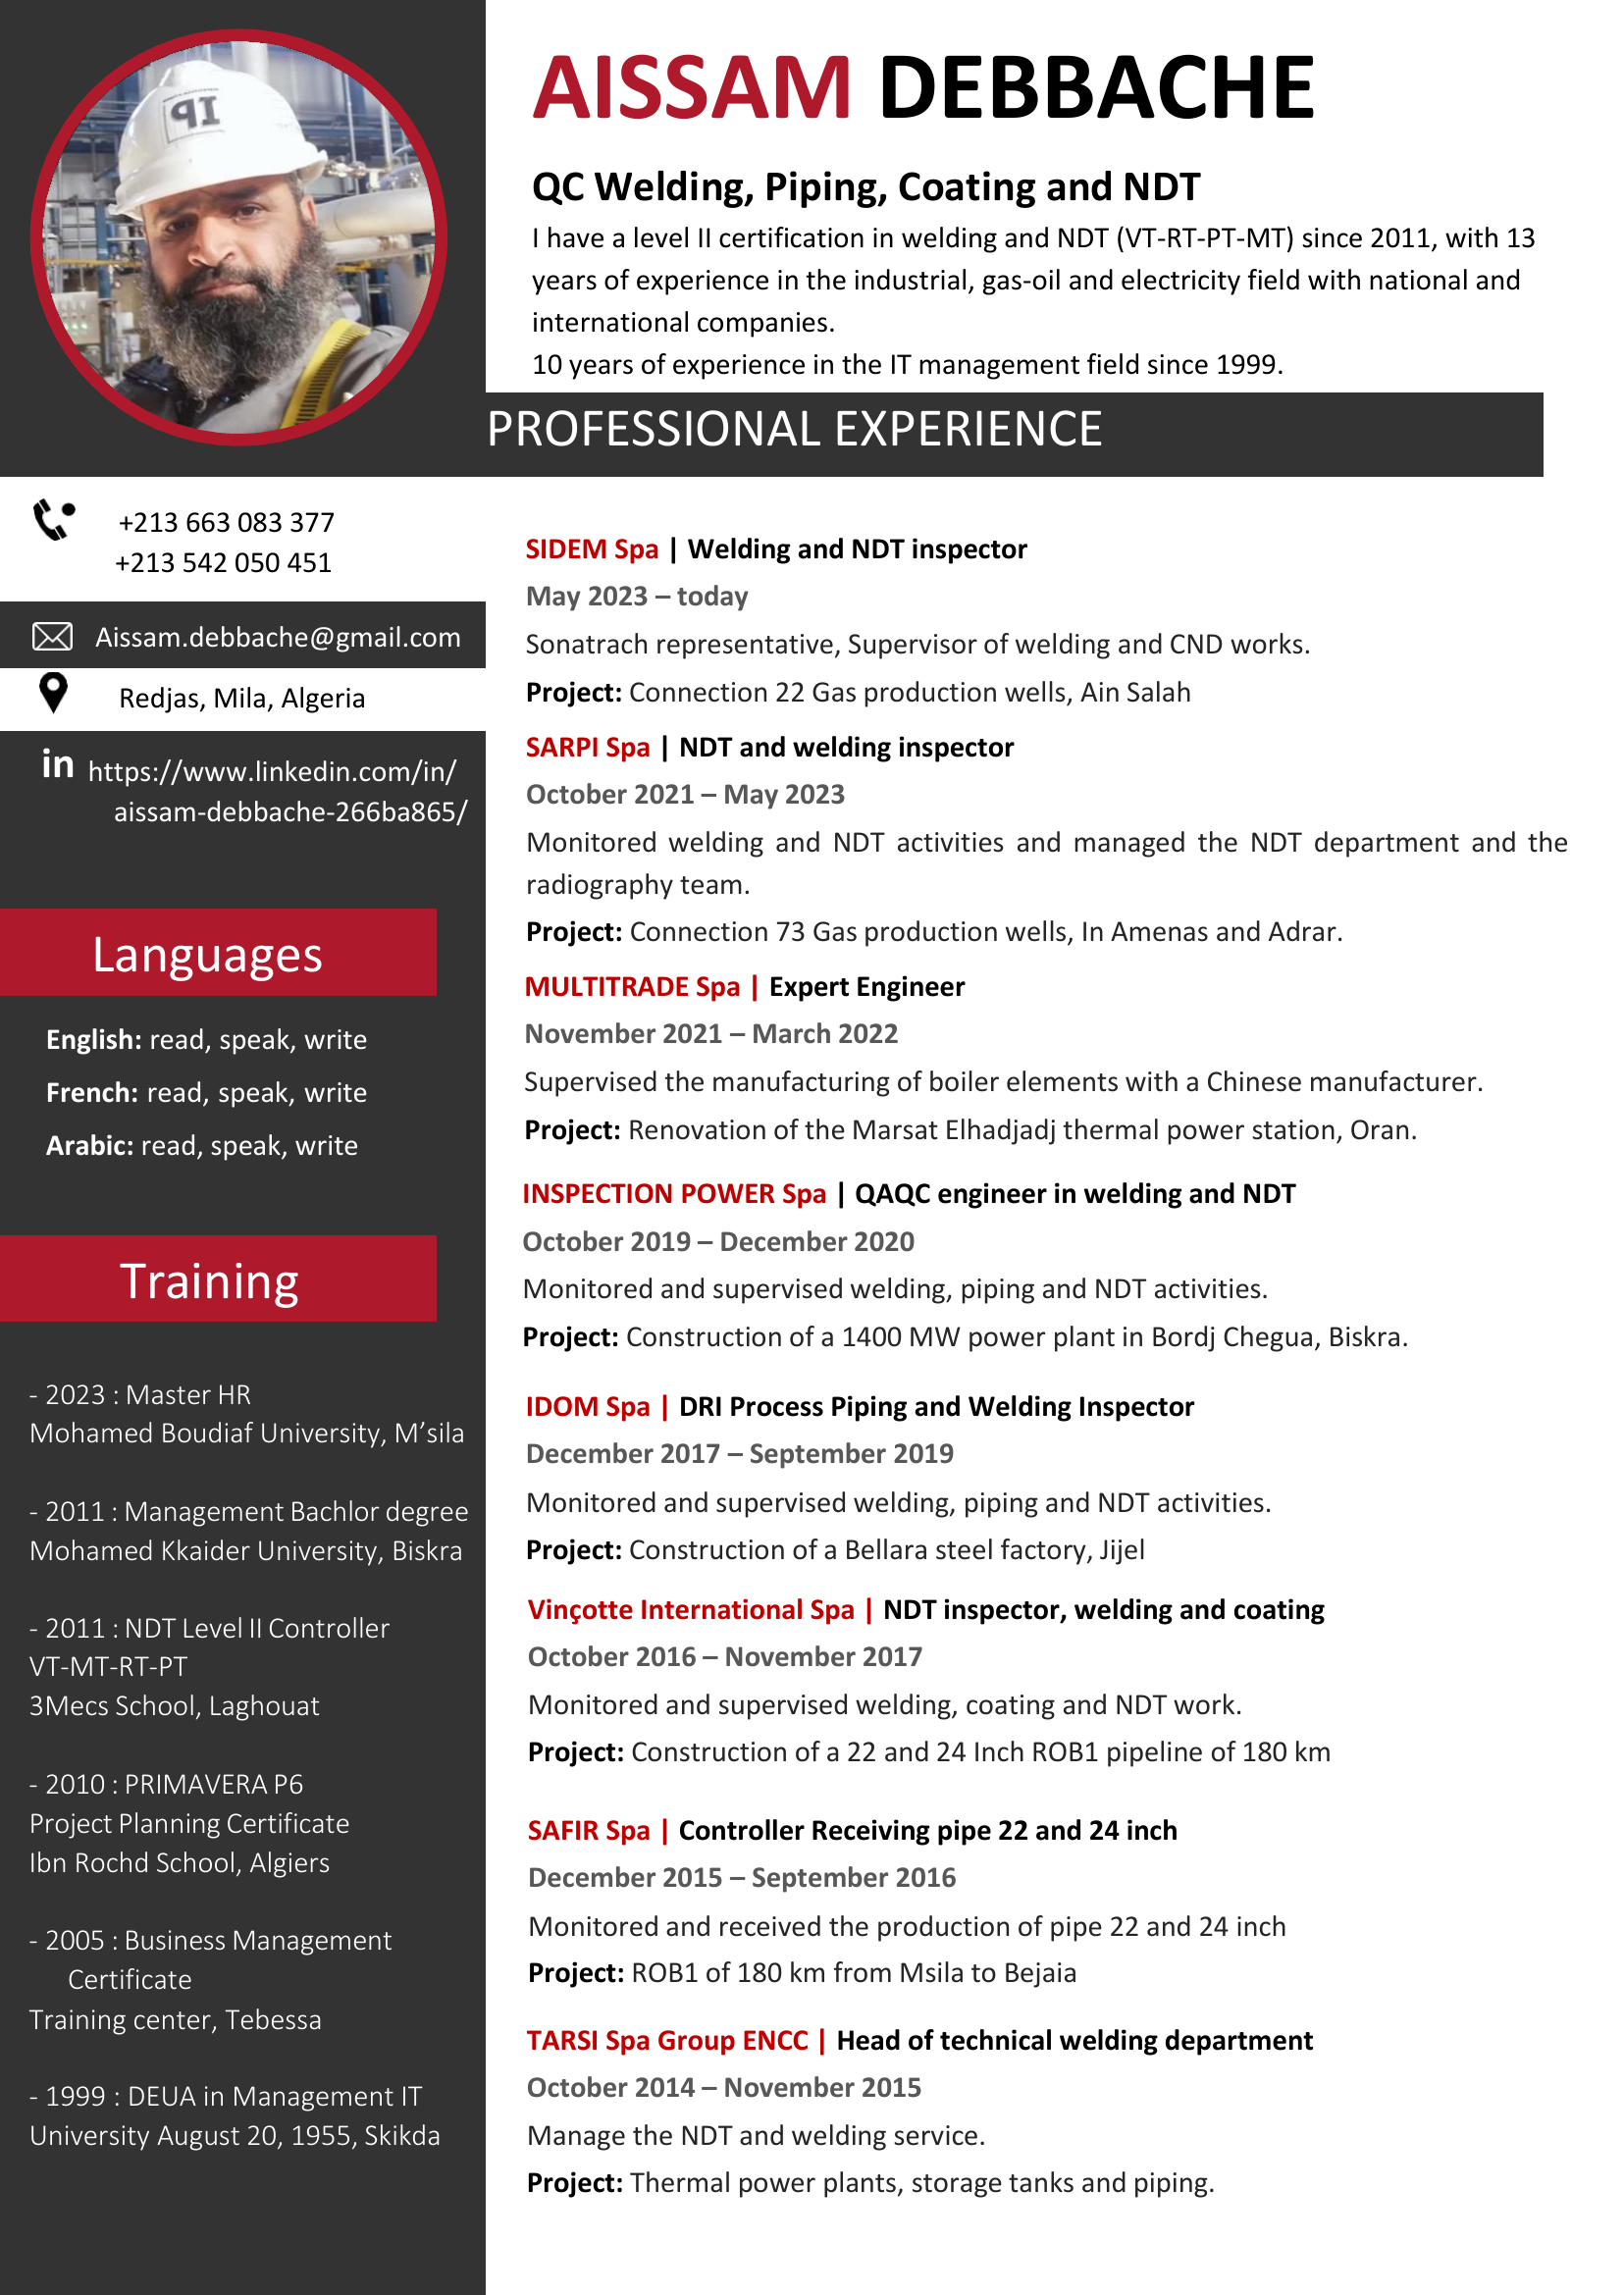 AISSAM DEBBACHE
QC Welding, Piping, Coating and NDT
I have a level II certification in welding and NDT (VT-RT-PT-MT) since 2011, with 13
years of experience in the industrial, gas-oil and electricity field with national and
international companies.
10 years of experience in the IT management field since 1999.
IP
+213 663 083 377
+213 542 050 451
Aissam.debbache@gmail.com
Redjas, Mila, Algeria
in https://www.linkedin.com/in/
aissam-debbache-266ba865/
Languages
English: read, speak, write
French: read, speak, write
Arabic: read, speak, write
Training
- 2023 : Master HR
Mohamed Boudiaf University, M’sila
- 2011 : Management Bachlor degree
Mohamed Kkaider University, Biskra
- 2011 : NDT Level II Controller
VT-MT-RT-PT
3Mecs School, Laghouat
- 2010 : PRIMAVERA P6
Project Planning Certificate
Ibn Rochd School, Algiers
- 2005 : Business Management
Certificate
Training center, Tebessa
- 1999 : DEUA in Management IT
University August 20, 1955, Skikda
PROFESSIONAL EXPERIENCE
SIDEM Spa | Welding and NDT inspector
May 2023 – today
Sonatrach representative, Supervisor of welding and CND works.
Project: Connection 22 Gas production wells, Ain Salah
SARPI Spa | NDT and welding inspector
October 2021 – May 2023
Monitored welding and NDT activities and managed the NDT department and the
radiography team.
Project: Connection 73 Gas production wells, In Amenas and Adrar.
MULTITRADE Spa | Expert Engineer
November 2021 – March 2022
Supervised the manufacturing of boiler elements with a Chinese manufacturer.
Project: Renovation of the Marsat Elhadjadj thermal power station, Oran.
INSPECTION POWER Spa | QAQC engineer in welding and NDT
October 2019 – December 2020
Monitored and supervised welding, piping and NDT activities.
Project: Construction of a 1400 MW power plant in Bordj Chegua, Biskra.
IDOM Spa | DRI Process Piping and Welding Inspector
December 2017 – September 2019
Monitored and supervised welding, piping and NDT activities.
Project: Construction of a Bellara steel factory, Jijel
Vinçotte International Spa | NDT inspector, welding and coating
October 2016 – November 2017
Monitored and supervised welding, coating and NDT work.
Project: Construction of a 22 and 24 Inch ROB1 pipeline of 180 km
SAFIR Spa | Controller Receiving pipe 22 and 24 inch
December 2015 – September 2016
Monitored and received the production of pipe 22 and 24 inch
Project: ROB1 of 180 km from Msila to Bejaia
TARSI Spa Group ENCC | Head of technical welding department
October 2014 – November 2015
Manage the NDT and welding service.
Project: Thermal power plants, storage tanks and piping.